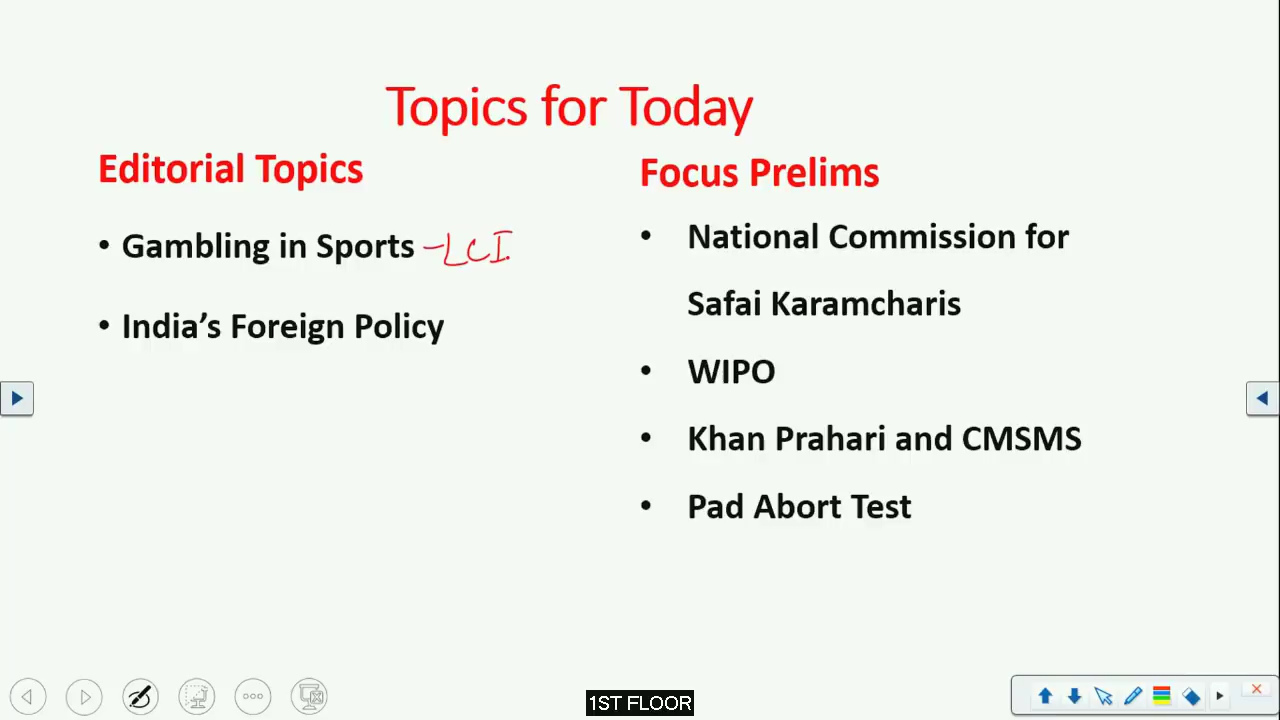 Topics for Today
Editorial Topics
• Gambling in Sports -LCI
• India's Foreign Policy
Focus Prelims
• National Commission for
Safai Karamcharis
• WIPO
• Khan Prahari and CMSMS
• Pad Abort Test
1ST FLOOR